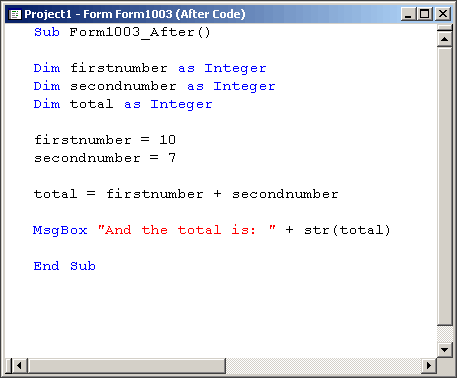 Project1 - Form Form1003 (After Code)
Sub Form1003_After()
Dim firstnumber as Integer
Dim secondnumber as Integer
Dim total as Integer
firstnumber = 10
secondnumber = 7
total = firstnumber + secondnumber
MsgBox "And the total is: " + str(total)
End Sub